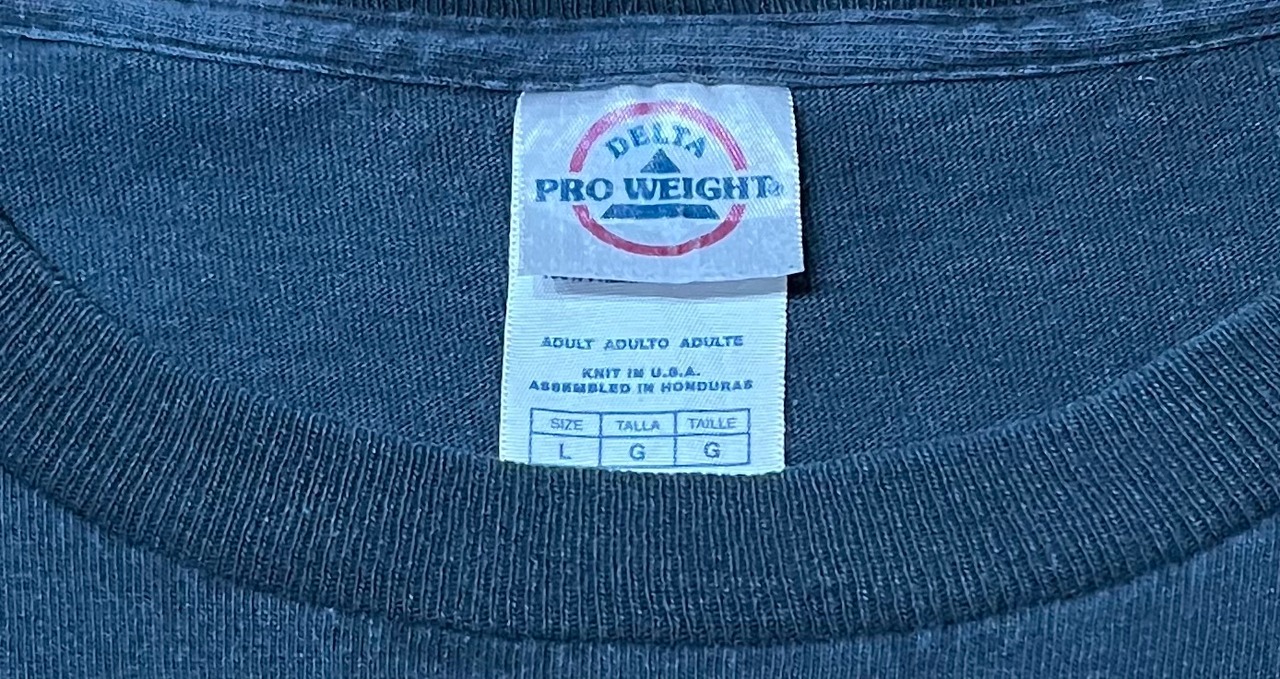 DELTA
PRO WEIGHT®
ADULT ADULTO ADULTE
KNIT IN U.S.A.
ASSEMBLED IN HONDURAS
SIZE TALLA TAILLE
L G G